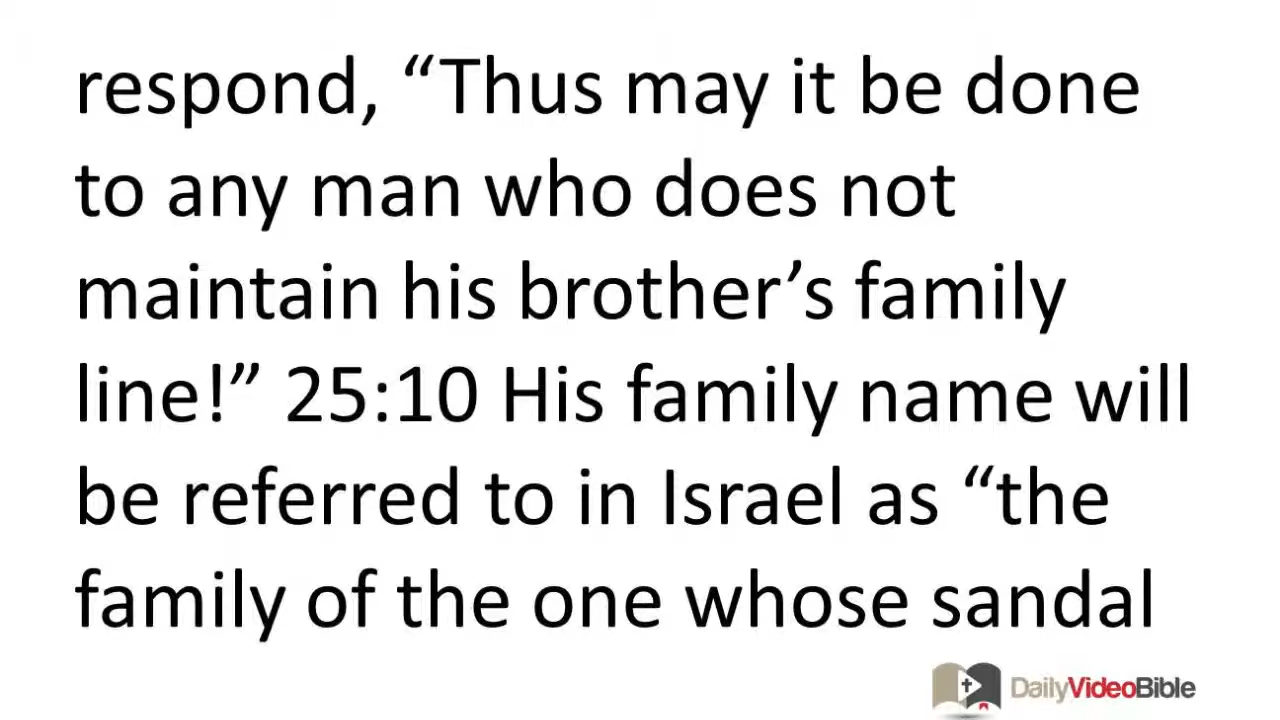 respond, “Thus may it be done
to any man who does not
maintain his brother’s family
line!” 25:10 His family name will
be referred to in Israel as “the
family of the one whose sandal
DailyVideoBible